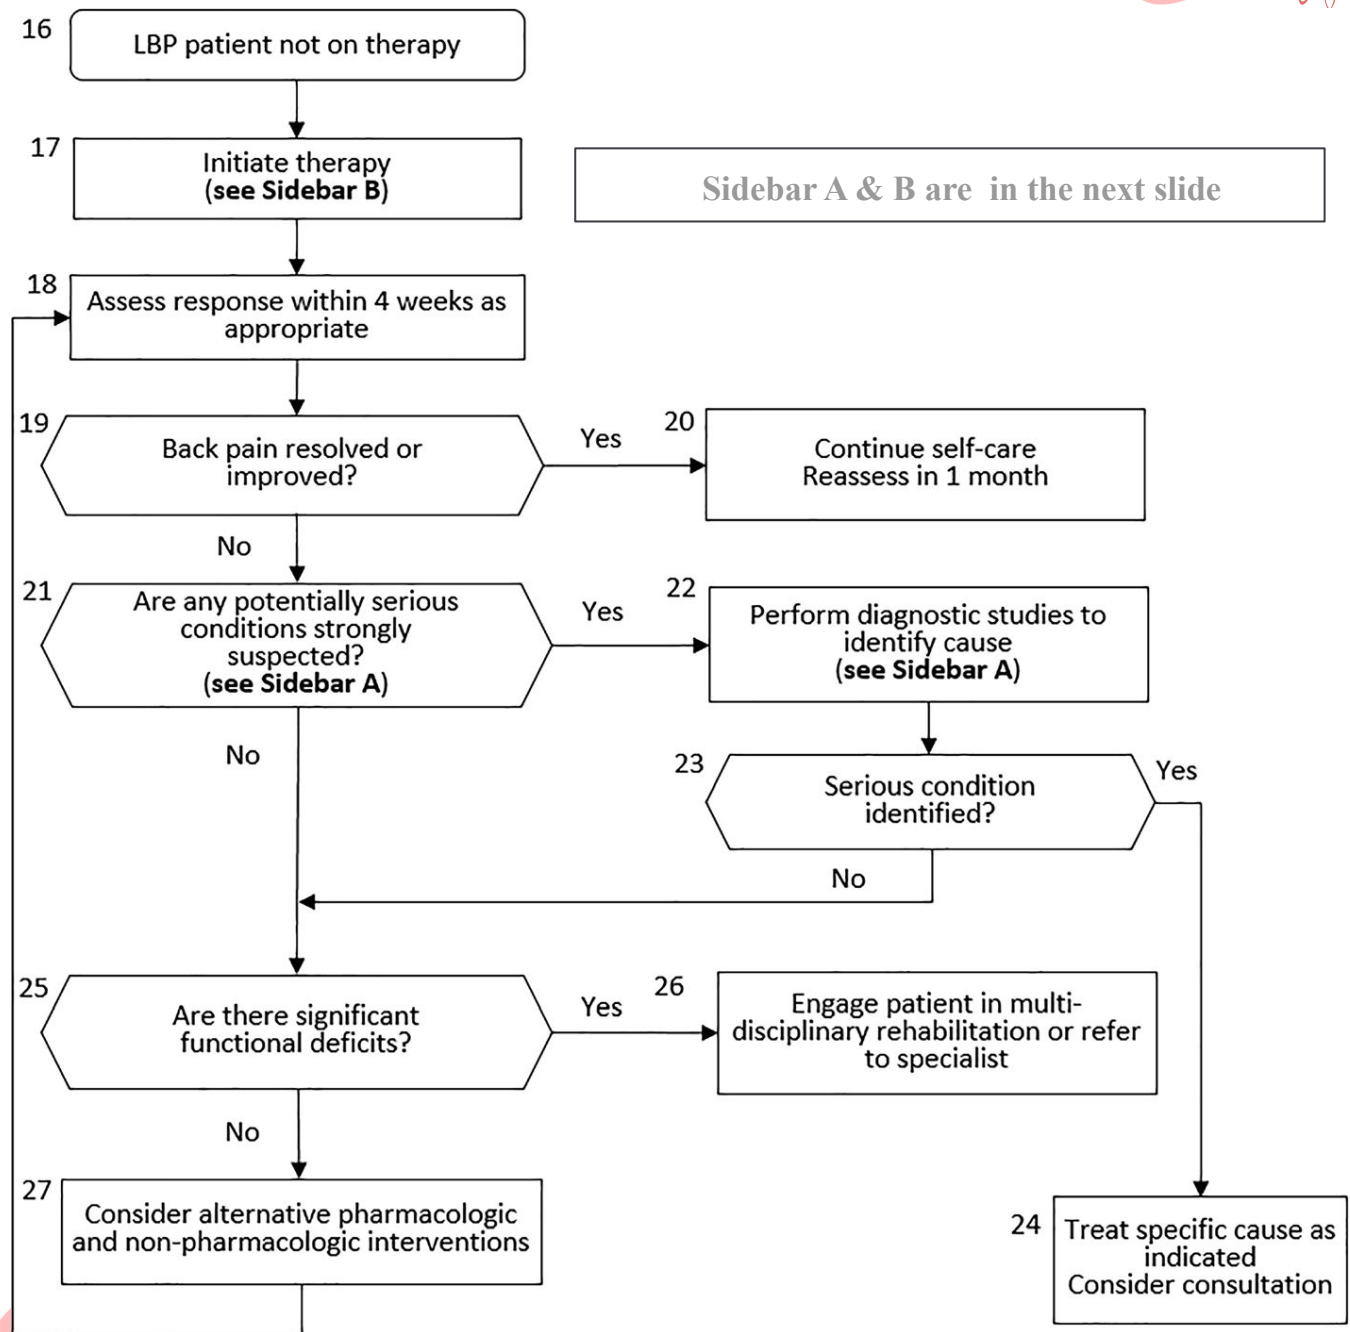 16
LBP patient not on therapy
17
Initiate therapy
(see Sidebar B)
Sidebar A & B are in the next slide
18
Assess response within 4 weeks as
appropriate
19
Back pain resolved or
improved?
Yes
20
Continue self-care
Reassess in 1 month
No
21
Are any potentially serious
conditions strongly
suspected?
(see Sidebar A)
Yes
22
Perform diagnostic studies to
identify cause
(see Sidebar A)
No
23
Serious condition
identified?
Yes
No
25
Are there significant
functional deficits?
Yes
26
Engage patient in multi-
disciplinary rehabilitation or refer
to specialist
No
27
Consider alternative pharmacologic
and non-pharmacologic interventions
24
Treat specific cause as
indicated
Consider consultation